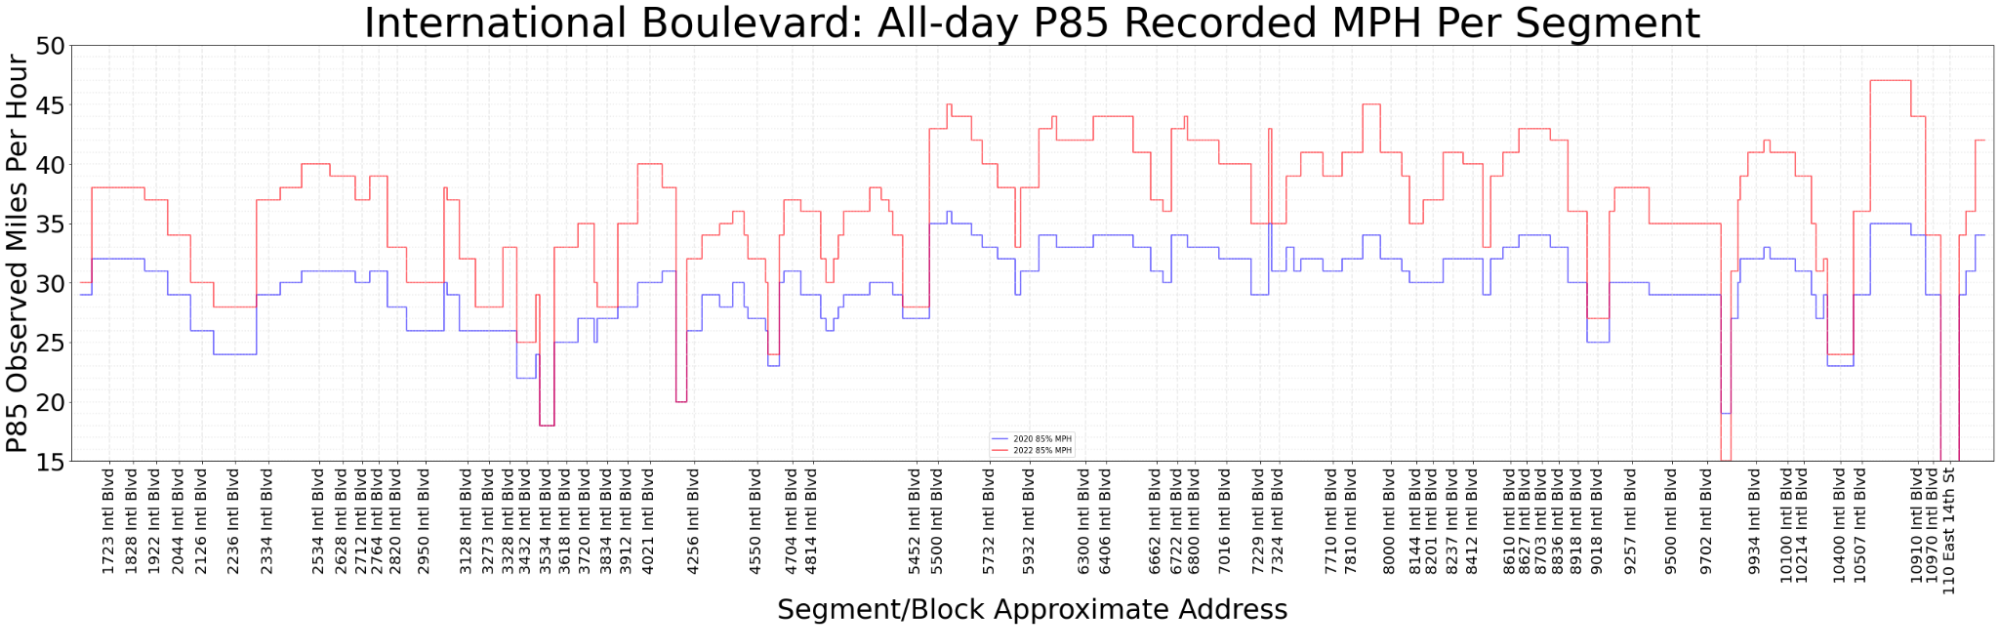 International Boulevard: All-day P85 Recorded MPH Per Segment
P85 Observed Miles Per Hour
50
45
40
35
30
25
20
15
2020 85% MPH
2022 85% MPH
1723 Intl Blvd
1828 Intl Blvd
1922 Intl Blvd
2044 Intl Blvd
2126 Intl Blvd
2236 Intl Blvd
2334 Intl Blvd
2534 Intl Blvd
2628 Intl Blvd
2712 Intl Blvd
2764 Intl Blvd
2820 Intl Blvd
2950 Intl Blvd
3128 Intl Blvd
3273 Intl Blvd
3328 Intl Blvd
3432 Intl Blvd
3534 Intl Blvd
3618 Intl Blvd
3720 Intl Blvd
3834 Intl Blvd
3912 Intl Blvd
4021 Intl Blvd
4256 Intl Blvd
4550 Intl Blvd
4704 Intl Blvd
4814 Intl Blvd
5452 Intl Blvd
5500 Intl Blvd
5732 Intl Blvd
5932 Intl Blvd
6300 Intl Blvd
6406 Intl Blvd
6662 Intl Blvd
6722 Intl Blvd
6800 Intl Blvd
7016 Intl Blvd
7229 Intl Blvd
7324 Intl Blvd
7710 Intl Blvd
7810 Intl Blvd
8000 Intl Blvd
8144 Intl Blvd
8201 Intl Blvd
8237 Intl Blvd
8412 Intl Blvd
8610 Intl Blvd
8627 Intl Blvd
8703 Intl Blvd
8836 Intl Blvd
8918 Intl Blvd
9018 Intl Blvd
9257 Intl Blvd
9500 Intl Blvd
9702 Intl Blvd
9934 Intl Blvd
10100 Intl Blvd
10214 Intl Blvd
10400 Intl Blvd
10507 Intl Blvd
10910 Intl Blvd
10970 Intl Blvd
110 East 14th St
Segment/Block Approximate Address